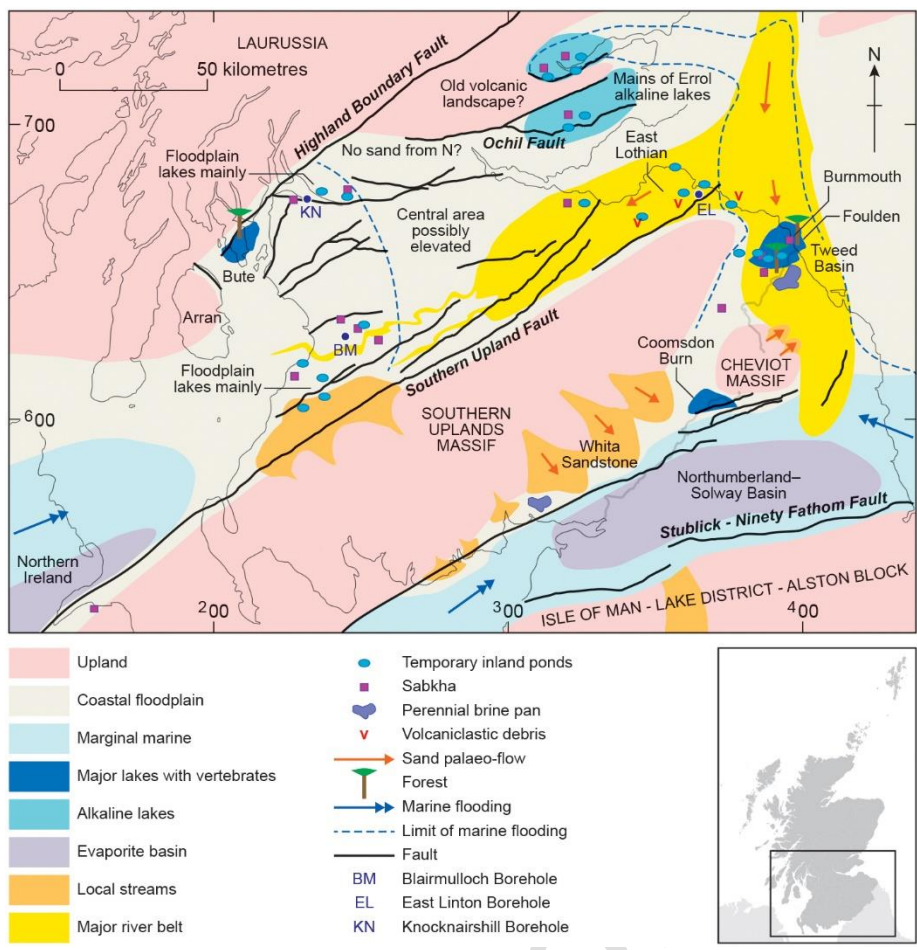 LAURUSSIA
0 50 kilometres
Highland Boundary Fault
Old volcanic
landscape?
Mains of Errol
alkaline lakes
N
700
Floodplain
lakes mainly
No sand from N?
Ochil Fault
East
Lothian
Burnmouth
Foulden
KN
EL
Central area
possibly
elevated
Tweed
Basin
Bute
Arran
BM
Floodplain
lakes mainly
Southern Upland Fault
Coomsdon
Burn
CHEVIOT
MASSIF
600
SOUTHERN
UPLANDS
MASSIF
Whita
Sandstone
Northumberland–
Solway Basin
Stublick - Ninety Fathom Fault
Northern
Ireland
200
300
400
ISLE OF MAN - LAKE DISTRICT - ALSTON BLOCK
Upland
Coastal floodplain
Marginal marine
Major lakes with vertebrates
Alkaline lakes
Evaporite basin
Local streams
Major river belt
Temporary inland ponds
Sabkha
Perennial brine pan
v Volcaniclastic debris
Sand palaeo-flow
Forest
Marine flooding
Limit of marine flooding
Fault
BM Blairmulloch Borehole
EL East Linton Borehole
KN Knocknairshill Borehole